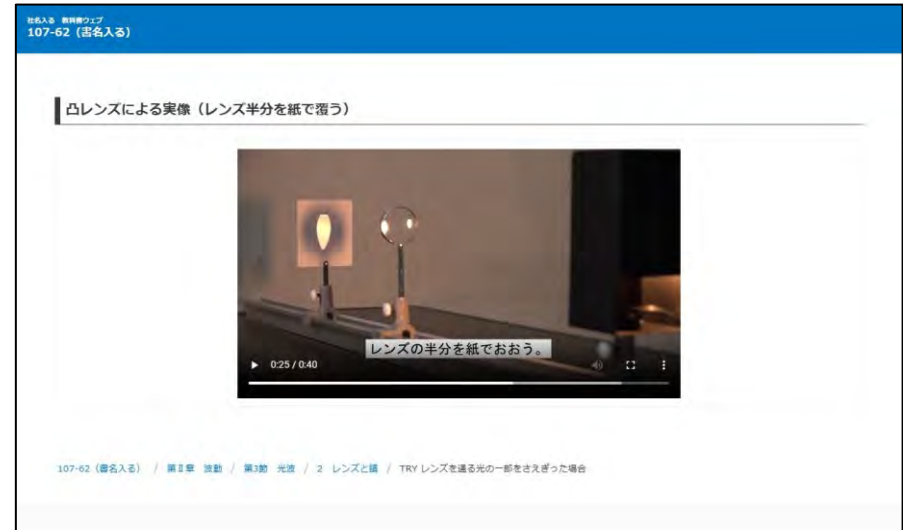 社名入る 教科書ウェブ
107-62（書名入る）
凸レンズによる実像（レンズ半分を紙で覆う）
レンズの半分を紙でおおう。
0:25 / 0:40
107-62（書名入る） / 第Ⅱ章 波動 / 第3節 光波 / 2 レンズと鏡 / TRY レンズを通る光の一部をさえぎった場合